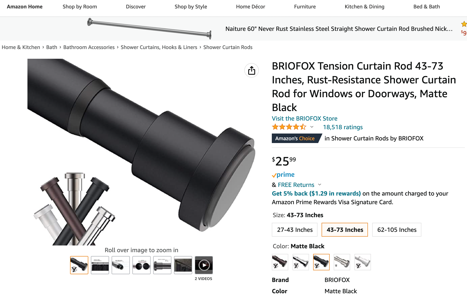 Amazon Home
Shop by Room
Discover
Shop by Style
Home Décor
Furniture
Kitchen & Dining
Bed & Bath
Naiture 60" Never Rust Stainless Steel Straight Shower Curtain Rod Brushed Nick...
Home & Kitchen › Bath › Bathroom Accessories › Shower Curtains, Hooks & Liners › Shower Curtain Rods
BRIOFOX Tension Curtain Rod 43-73
Inches, Rust-Resistance Shower Curtain
Rod for Windows or Doorways, Matte
Black
Visit the BRIOFOX Store
18,518 ratings
Amazon's Choice in Shower Curtain Rods by BRIOFOX
$25.99
prime
& FREE Returns
Get 5% back ($1.29 in rewards) on the amount charged to your
Amazon Prime Rewards Visa Signature Card.
Size: 43-73 Inches
27-43 Inches
43-73 Inches
62-105 Inches
Color: Matte Black
Brand BRIOFOX
Color Matte Black
Roll over image to zoom in
2 VIDEOS